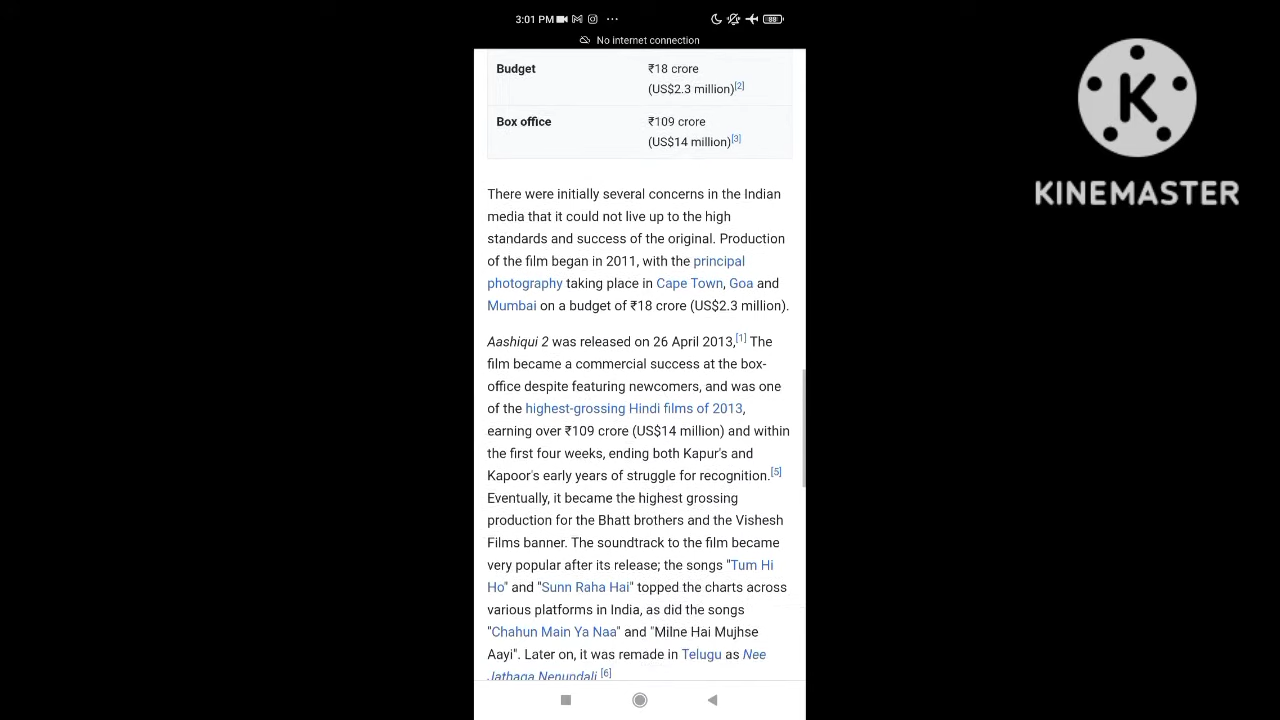 3:01 PM
88
No internet connection
Budget ₹18 crore
(US$2.3 million)[2]
Box office ₹109 crore
(US$14 million)[3]
There were initially several concerns in the Indian
media that it could not live up to the high
standards and success of the original. Production
of the film began in 2011, with the principal
photography taking place in Cape Town, Goa and
Mumbai on a budget of ₹18 crore (US$2.3 million).
Aashiqui 2 was released on 26 April 2013,[1] The
film became a commercial success at the box-
office despite featuring newcomers, and was one
of the highest-grossing Hindi films of 2013,
earning over ₹109 crore (US$14 million) and within
the first four weeks, ending both Kapur's and
Kapoor's early years of struggle for recognition.[5]
Eventually, it became the highest grossing
production for the Bhatt brothers and the Vishesh
Films banner. The soundtrack to the film became
very popular after its release; the songs "Tum Hi
Ho" and "Sunn Raha Hai" topped the charts across
various platforms in India, as did the songs
"Chahun Main Ya Naa" and "Milne Hai Mujhse
Aayi". Later on, it was remade in Telugu as Nee
Jathaga Nenundali.[6]
K
KINEMASTER